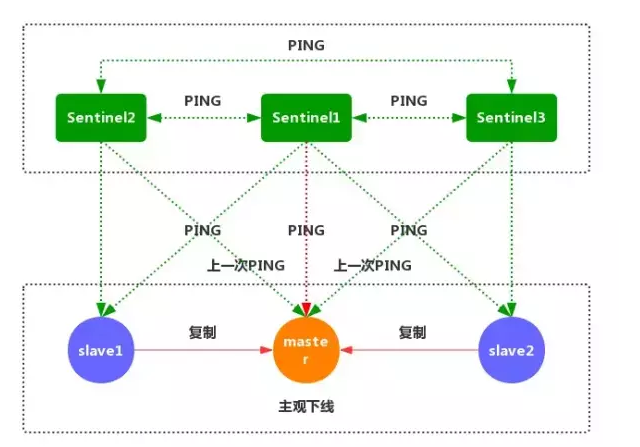 PING
Sentinel2
PING
Sentinel1
PING
Sentinel3
PING
PING
PING
上一次PING
上一次PING
slave1
复制
maste
r
复制
slave2
主观下线